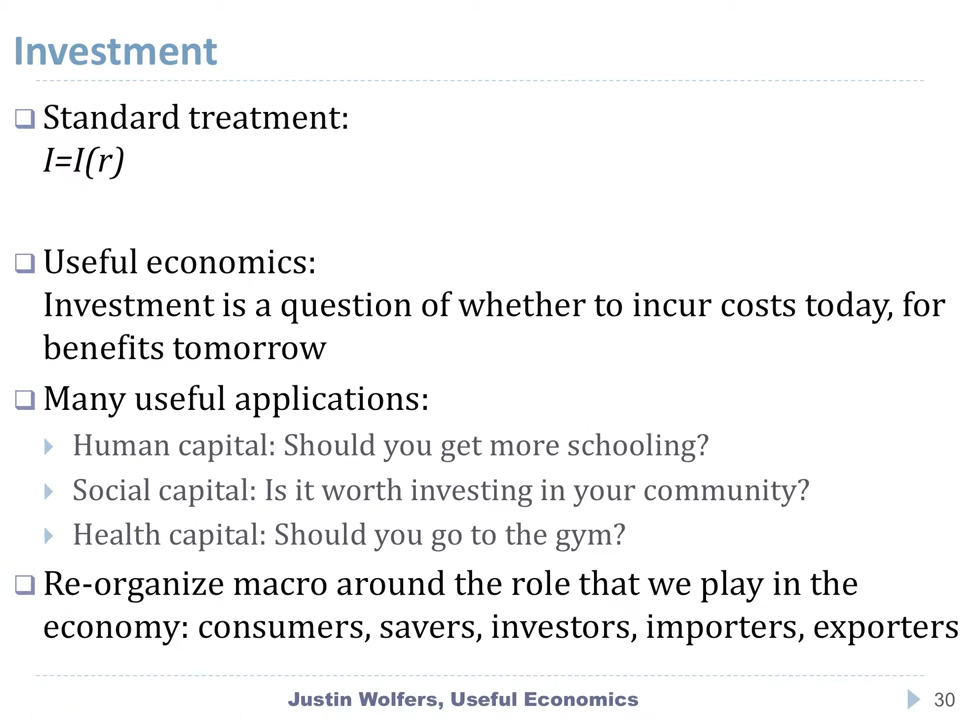 Investment
Standard treatment:
I=I(r)
Useful economics:
Investment is a question of whether to incur costs today, for
benefits tomorrow
Many useful applications:
Human capital: Should you get more schooling?
Social capital: Is it worth investing in your community?
Health capital: Should you go to the gym?
Re-organize macro around the role that we play in the
economy: consumers, savers, investors, importers, exporters
Justin Wolfers, Useful Economics
30